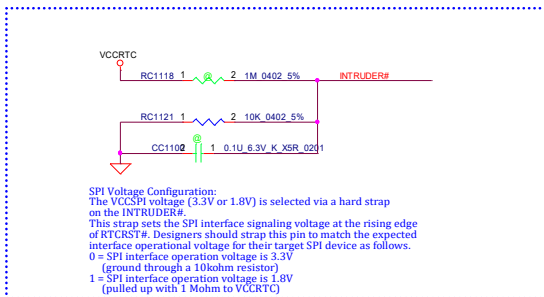 VCCRTC
RC1118 1 @ 2 1M_0402_5% INTRUDER#
RC1121 1 2 10K_0402_5%
@
CC1102 1 0.1U_6.3V_K_X5R_0201
SPI Voltage Configuration:
The VCCSPI voltage (3.3V or 1.8V) is selected via a hard strap
on the INTRUDER#.
This strap sets the SPI interface signaling voltage at the rising edge
of RTCRST#. Designers should strap this pin to match the expected
interface operational voltage for their target SPI device as follows.
0 = SPI interface operation voltage is 3.3V
(ground through a 10kohm resistor)
1 = SPI interface operation voltage is 1.8V
(pulled up with 1 Mohm to VCCRTC)